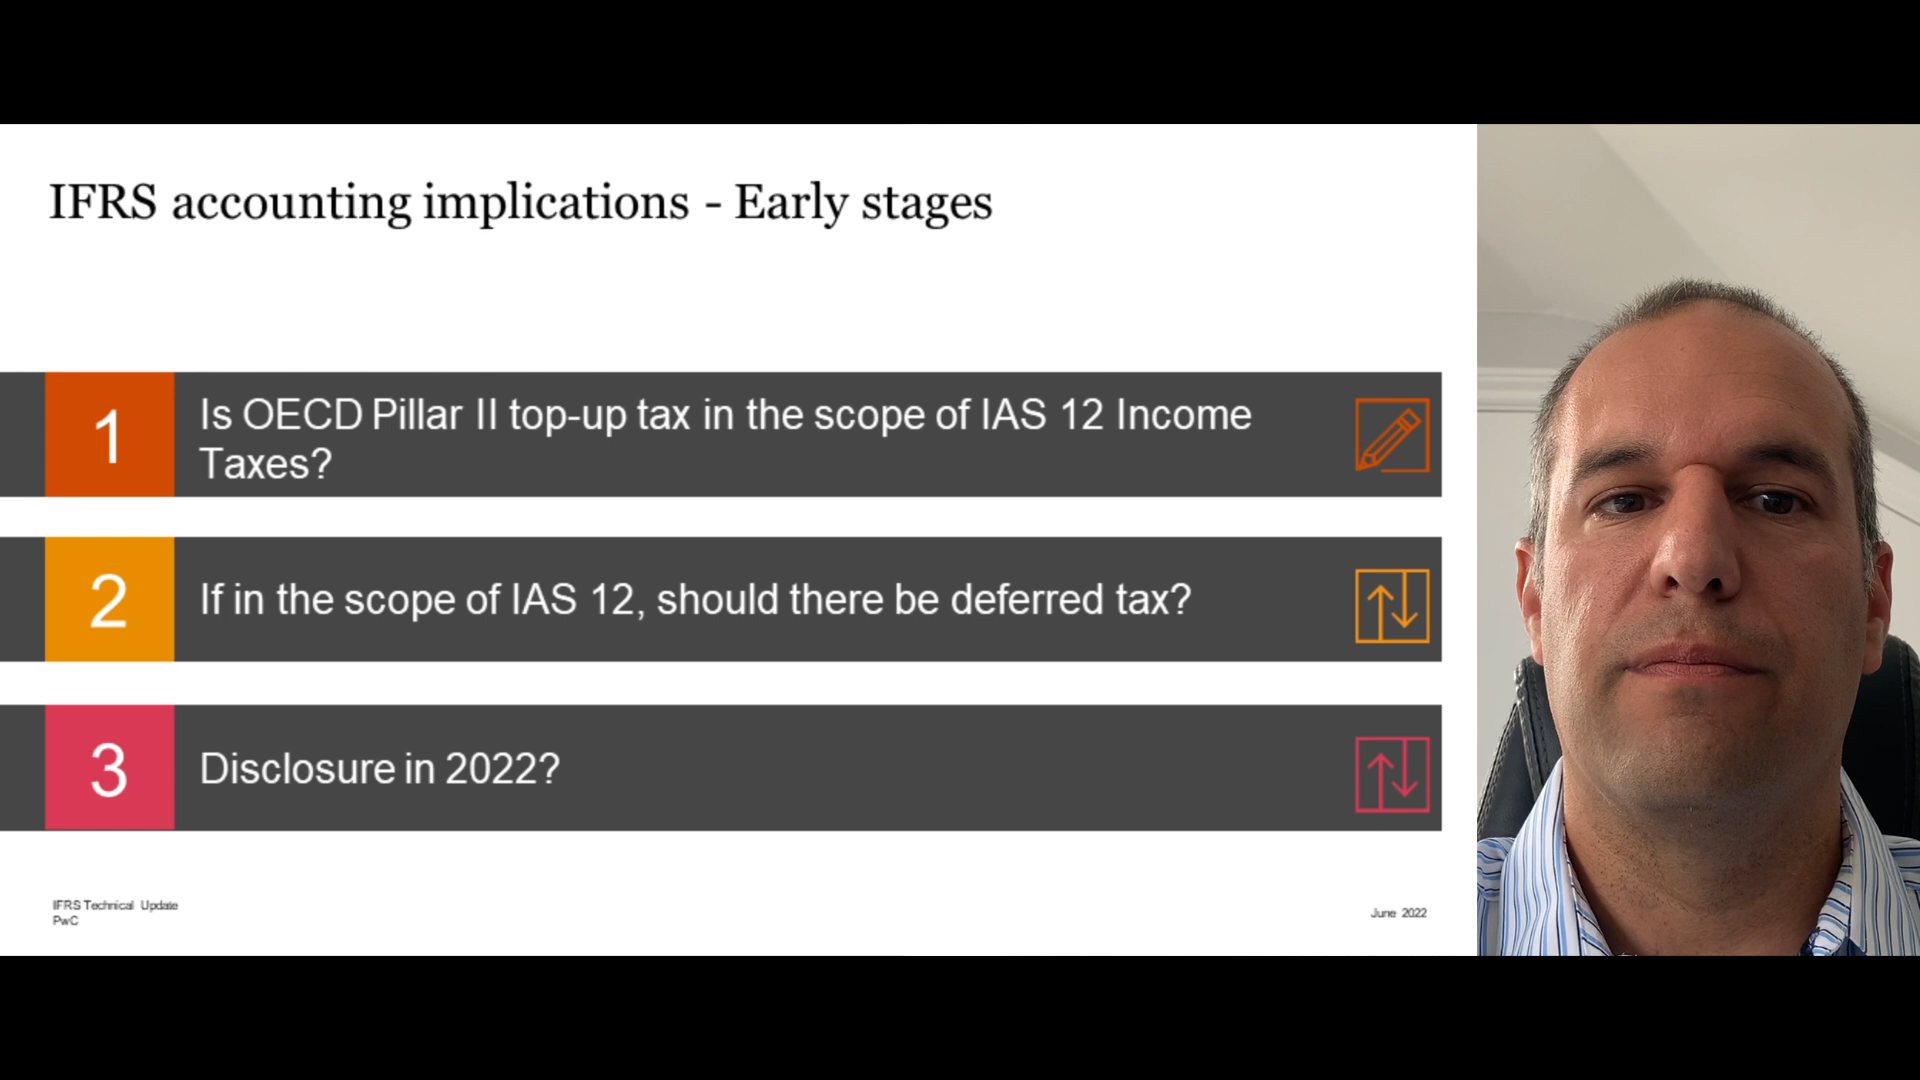 IFRS accounting implications - Early stages
1
Is OECD Pillar II top-up tax in the scope of IAS 12 Income
Taxes?
2
If in the scope of IAS 12, should there be deferred tax?
3
Disclosure in 2022?
IFRS Technical Update
PwC
June 2022